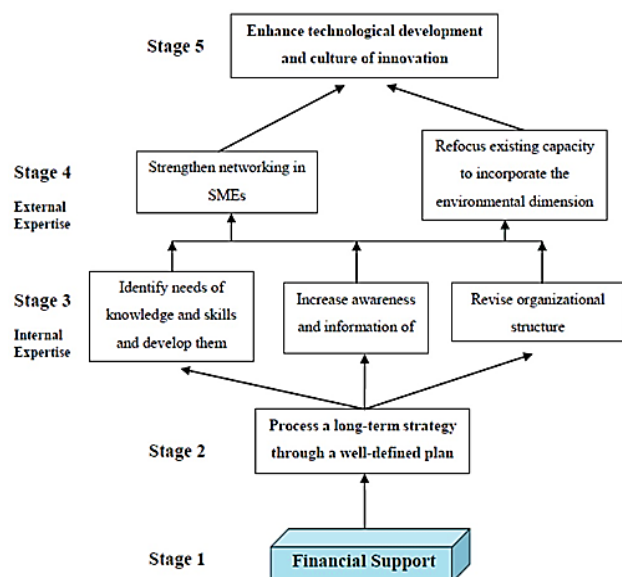 Stage 5
Enhance technological development
and culture of innovation
Stage 4
External
Expertise
Strengthen networking in
SMEs
Refocus existing capacity
to incorporate the
environmental dimension
Stage 3
Internal
Expertise
Identify needs of
knowledge and skills
and develop them
Increase awareness
and information of
Revise organizational
structure
Stage 2
Process a long-term strategy
through a well-defined plan
Stage 1
Financial Support